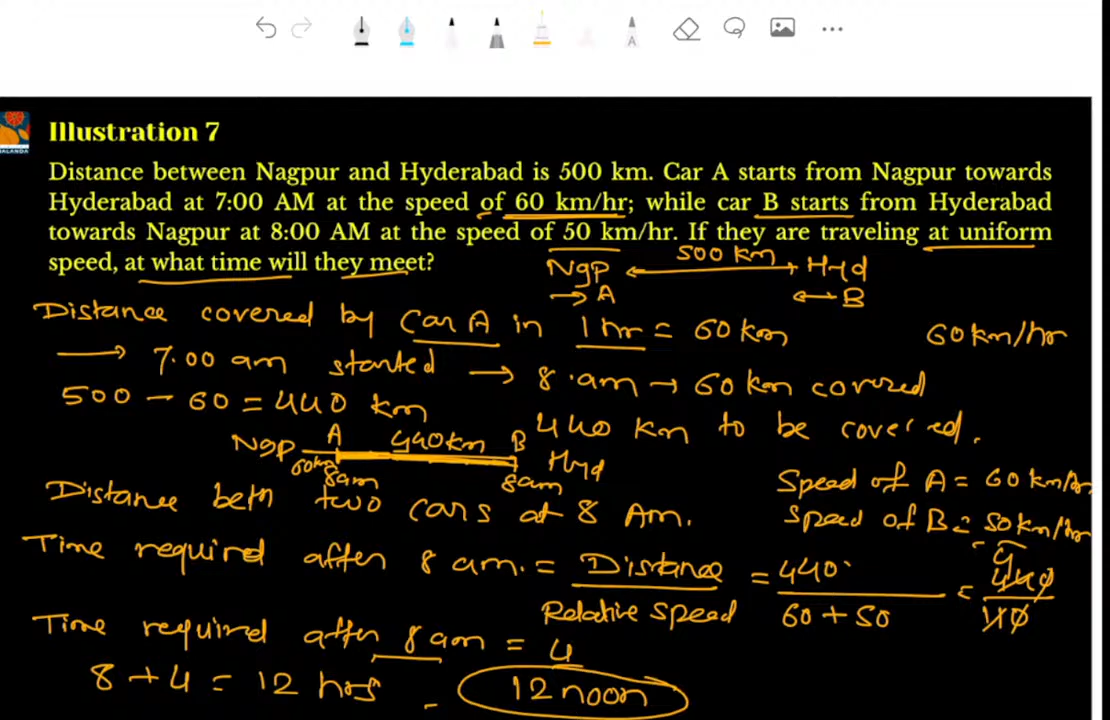 Illustration 7
Distance between Nagpur and Hyderabad is 500 km. Car A starts from Nagpur towards
Hyderabad at 7:00 AM at the speed of 60 km/hr; while car B starts from Hyderabad
towards Nagpur at 8:00 AM at the speed of 50 km/hr. If they are traveling at uniform
speed, at what time will they meet?
Ngp 500 km Hyd
→ A ← B
Distance covered by Car A in 1 hr = 60 km 60 km/hr
→ 7.00 am started → 8 am → 60 km covered
500 - 60 = 440 km
440 km to be covered.
Ngp A 440 km B Hyd
60km 8am 8am
Distance betn two cars at 8 Am.
Speed of A = 60 km/hr
Speed of B = 50 km/hr
Time required after 8 am. = Distance / Relative speed = 440 / 60 + 50 = 440 / 110 4
Time required after 8 am = 4
8 + 4 = 12 hrs = 12 noon